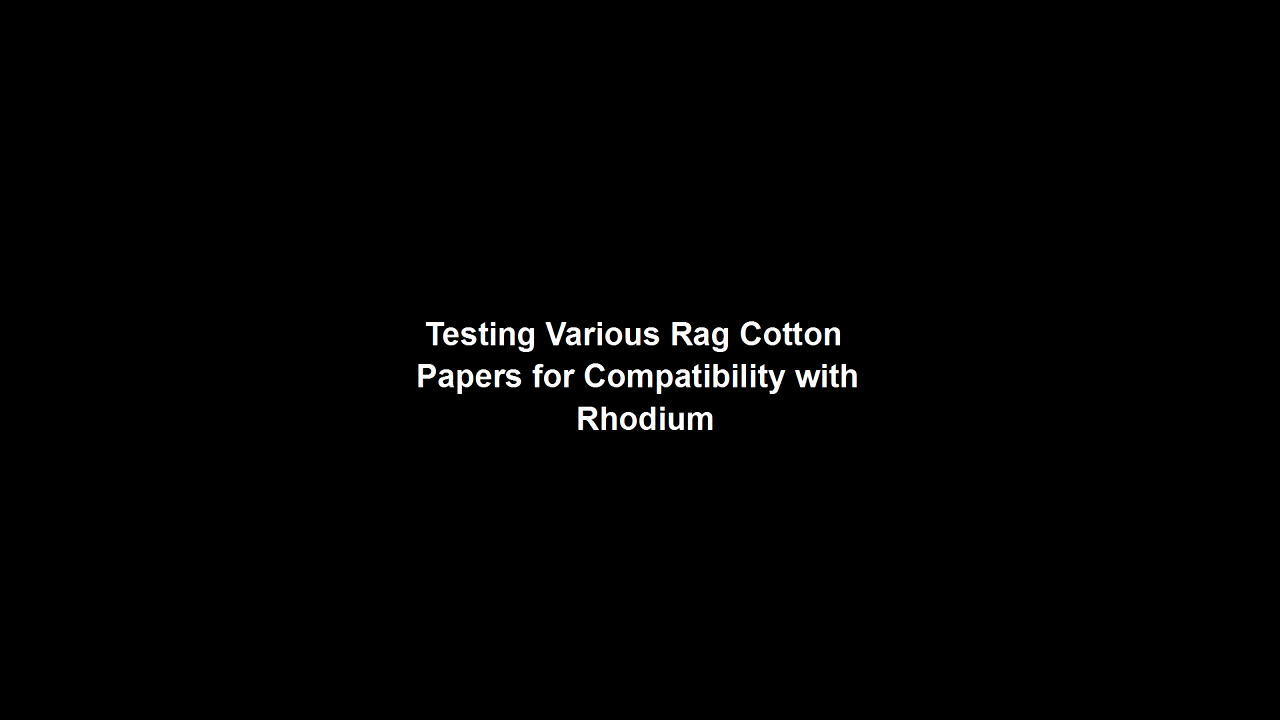 Testing Various Rag Cotton
Papers for Compatibility with
Rhodium